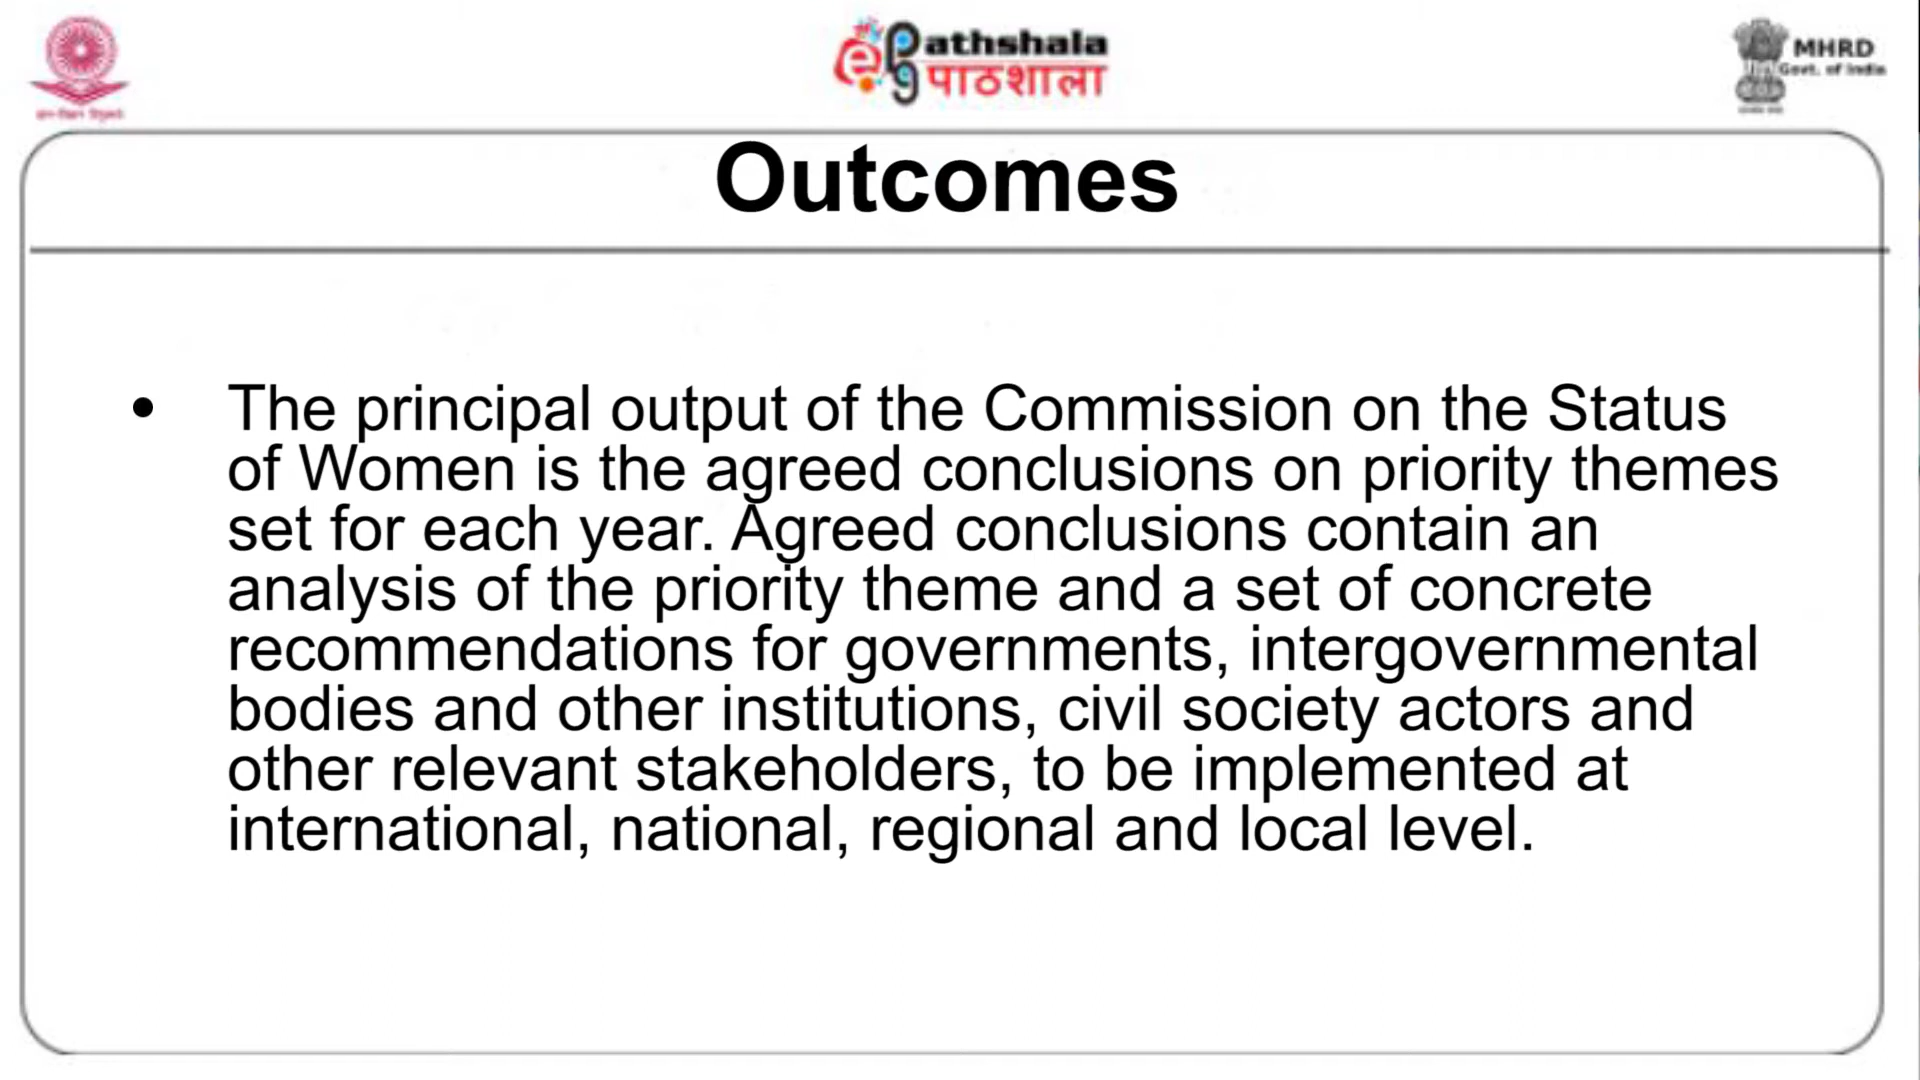 Pathshala
पाठशाला
MHRD
Govt. of India
Outcomes
• The principal output of the Commission on the Status
of Women is the agreed conclusions on priority themes
set for each year. Agreed conclusions contain an
analysis of the priority theme and a set of concrete
recommendations for governments, intergovernmental
bodies and other institutions, civil society actors and
other relevant stakeholders, to be implemented at
international, national, regional and local level.